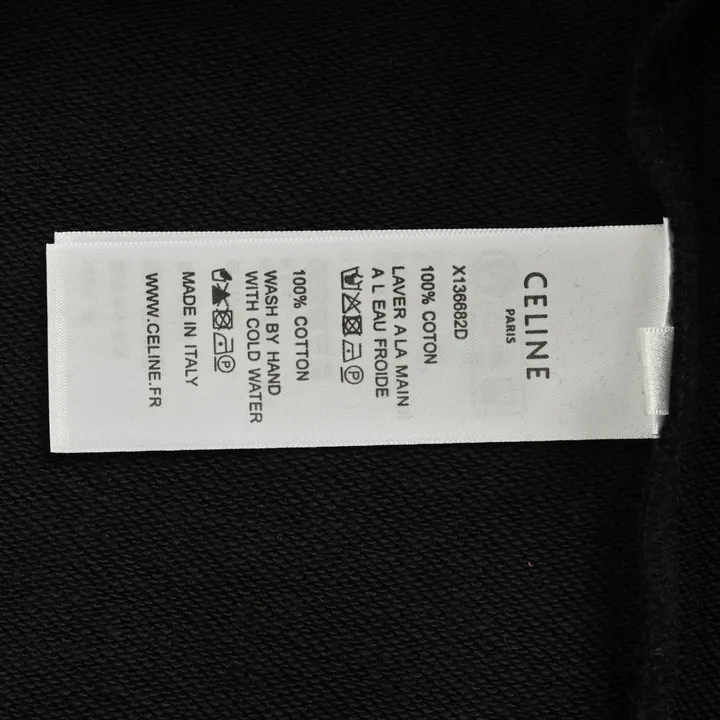 CELINE
PARIS
X136682D
100% COTON
LAVER A LA MAIN
A L EAU FROIDE
100% COTTON
WASH BY HAND
WITH COLD WATER
MADE IN ITALY
WWW.CELINE.FR